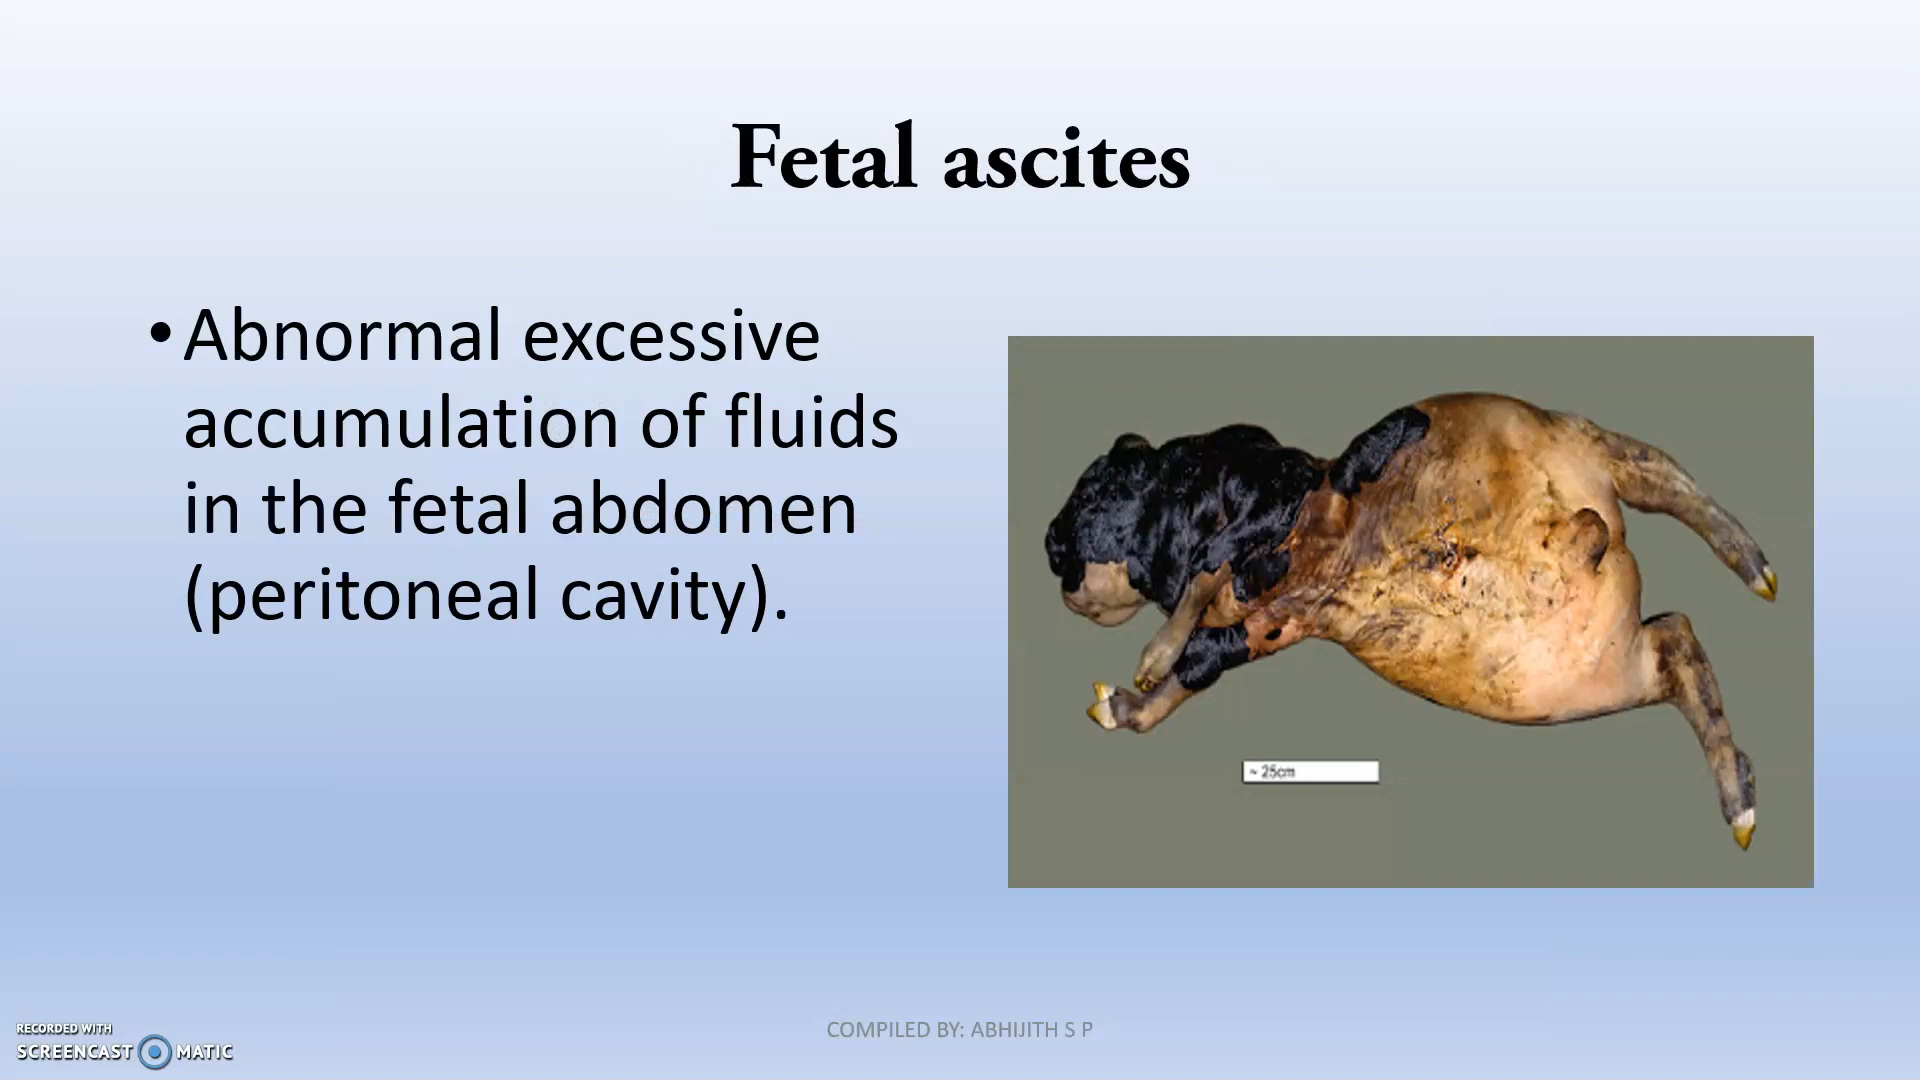 Fetal ascites
•Abnormal excessive
accumulation of fluids
in the fetal abdomen
(peritoneal cavity).
~ 25cm
COMPILED BY: ABHIJITH S P
RECORDED WITH
SCREENCAST MATIC